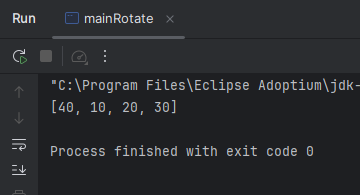 Run mainRotate
"C:\Program Files\Eclipse Adoptium\jdk-
[40, 10, 20, 30]
Process finished with exit code 0